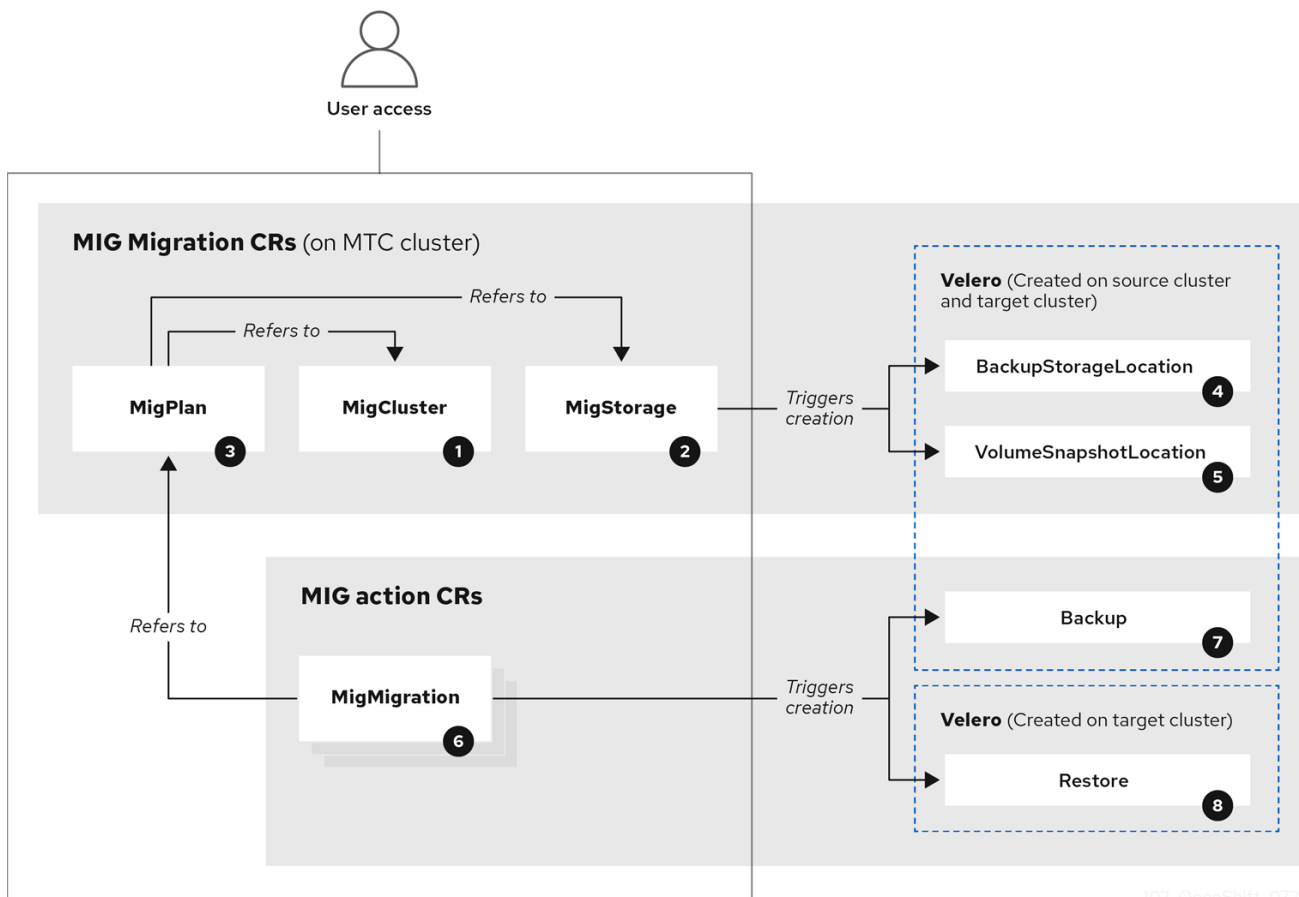 User access
MIG Migration CRs (on MTC cluster)
Refers to
Refers to
MigPlan
3
MigCluster
1
MigStorage
2
Triggers
creation
Velero (Created on source cluster
and target cluster)
BackupStorageLocation
4
VolumeSnapshotLocation
5
Refers to
MIG action CRs
MigMigration
6
Triggers
creation
Backup
7
Velero (Created on target cluster)
Restore
8